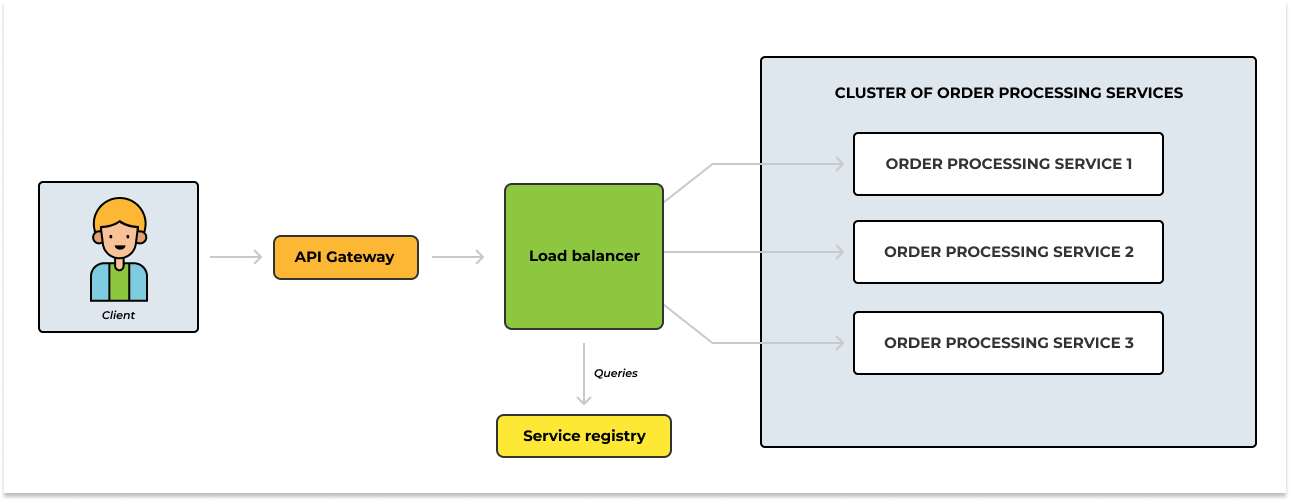 CLUSTER OF ORDER PROCESSING SERVICES
ORDER PROCESSING SERVICE 1
ORDER PROCESSING SERVICE 2
ORDER PROCESSING SERVICE 3
Client
API Gateway
Load balancer
Queries
Service registry